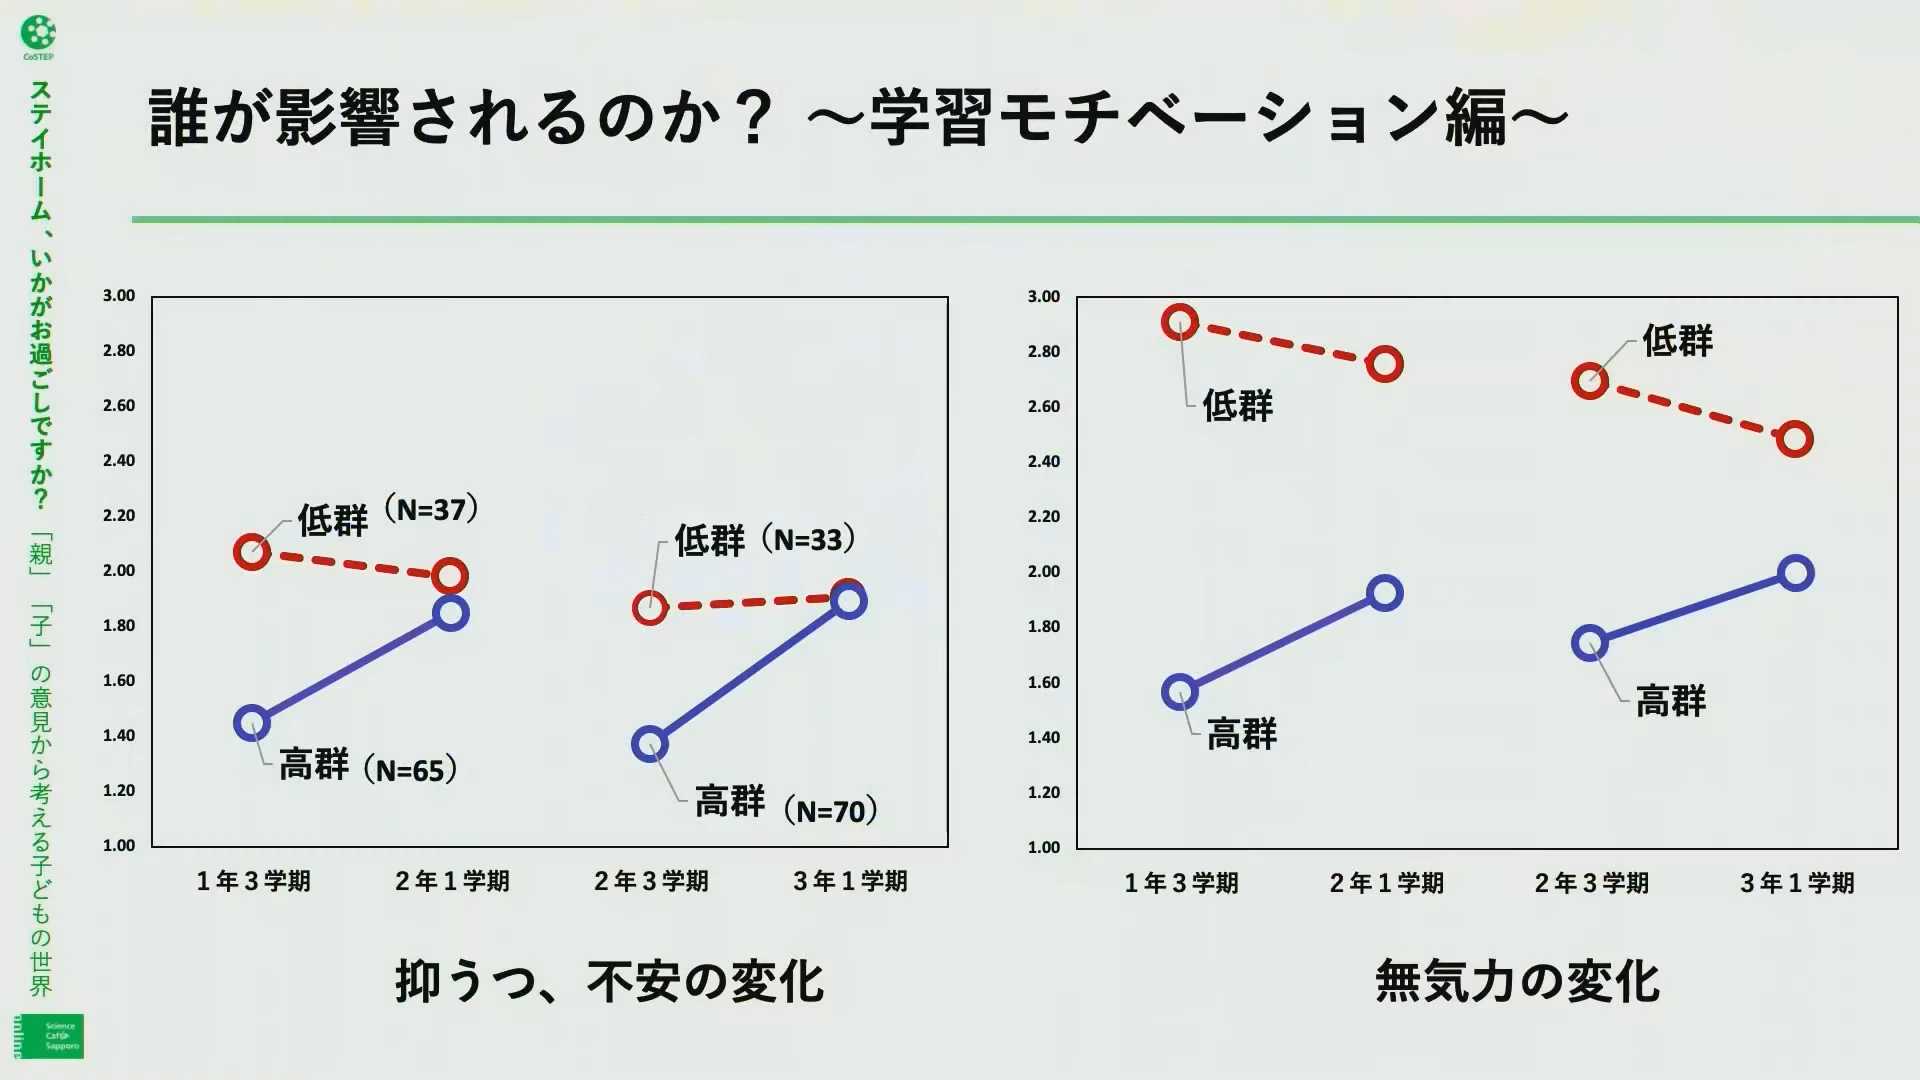 CoSTEP
ステイホーム、いかがお過ごしですか？ 「親」「子」の意見から考える子どもの世界
Science
Café
Sapporo
online
誰が影響されるのか？ ～学習モチベーション編～
3.00
2.80
2.60
2.40
2.20
2.00
1.80
1.60
1.40
1.20
1.00
低群（N=37）
高群（N=65）
低群（N=33）
高群（N=70）
1年3学期 2年1学期 2年3学期 3年1学期
抑うつ、不安の変化
3.00
2.80
2.60
2.40
2.20
2.00
1.80
1.60
1.40
1.20
1.00
低群
高群
低群
高群
1年3学期 2年1学期 2年3学期 3年1学期
無気力の変化